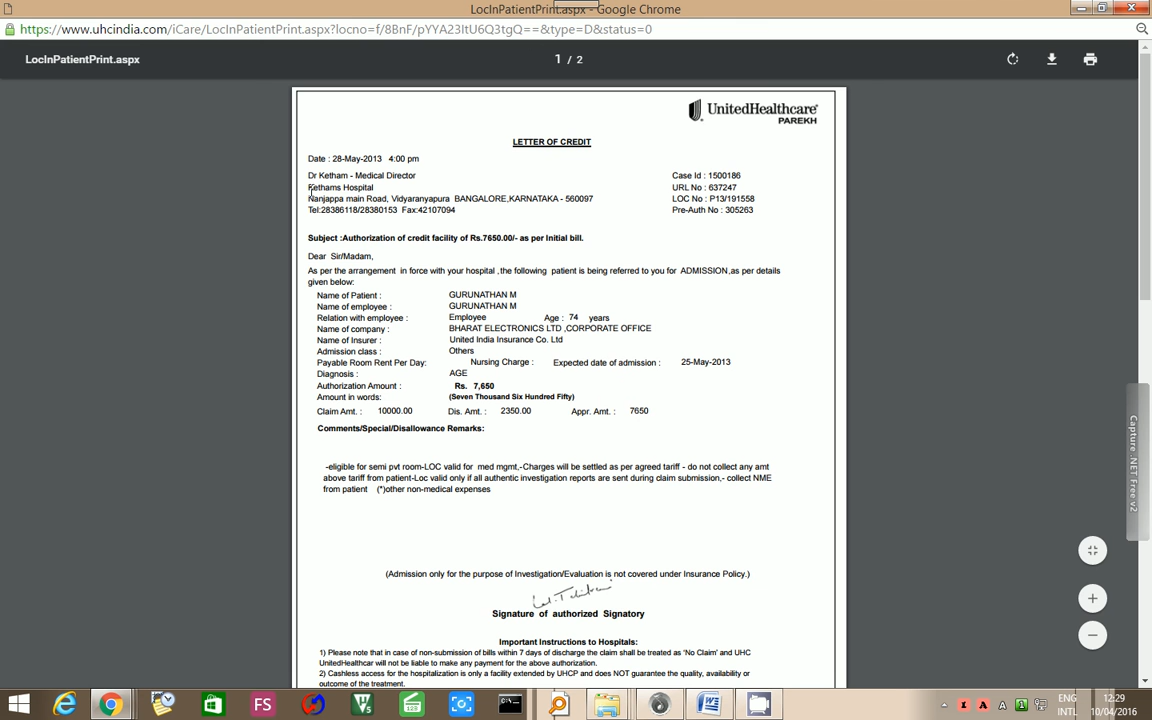 LocInPatientPrint.aspx - Google Chrome
https://www.uhcindia.com/iCare/LocInPatientPrint.aspx?locno=f/8BnF/pYYA23ItU6Q3tgQ==&type=D&status=0
LocInPatientPrint.aspx
1 / 2
UnitedHealthcare
PAREKH
LETTER OF CREDIT
Date : 28-May-2013 4:00 pm
Dr Ketham - Medical Director
Case Id : 1500186
Kethams Hospital
URL No : 637247
Nanjappa main Road, Vidyaranyapura BANGALORE,KARNATAKA - 560097
LOC No : P13/191558
Tel:28386118/28380153 Fax:42107094
Pre-Auth No : 305263
Subject :Authorization of credit facility of Rs.7650.00/- as per Initial bill.
Dear Sir/Madam,
As per the arrangement in force with your hospital ,the following patient is being referred to you for ADMISSION,as per details
given below:
Name of Patient : GURUNATHAN M
Name of employee : GURUNATHAN M
Relation with employee : Employee Age : 74 years
Name of company : BHARAT ELECTRONICS LTD ,CORPORATE OFFICE
Name of Insurer : United India Insurance Co. Ltd
Admission class : Others
Payable Room Rent Per Day: Nursing Charge : Expected date of admission : 25-May-2013
Diagnosis : AGE
Authorization Amount : Rs. 7,650
Amount in words: (Seven Thousand Six Hundred Fifty)
Claim Amt. : 10000.00 Dis. Amt. : 2350.00 Appr. Amt. : 7650
Comments/Special/Disallowance Remarks:
-eligible for semi pvt room-LOC valid for med mgmt,-Charges will be settled as per agreed tariff - do not collect any amt
above tariff from patient-Loc valid only if all authentic investigation reports are sent during claim submission,- collect NME
from patient (*)other non-medical expenses
(Admission only for the purpose of Investigation/Evaluation is not covered under Insurance Policy.)
Signature of authorized Signatory
Important Instructions to Hospitals:
1) Please note that in case of non-submission of bills within 7 days of discharge the claim shall be treated as 'No Claim' and UHC
UnitedHealthcar will not be liable to make any payment for the above authorization.
2) Cashless access for the hospitalization is only a facility extended by UHCP and does NOT guarantee the quality, availability or
outcome of the treatment.
Capture .NET Free v2
FS
ENG
INTL
12:29
10/04/2016